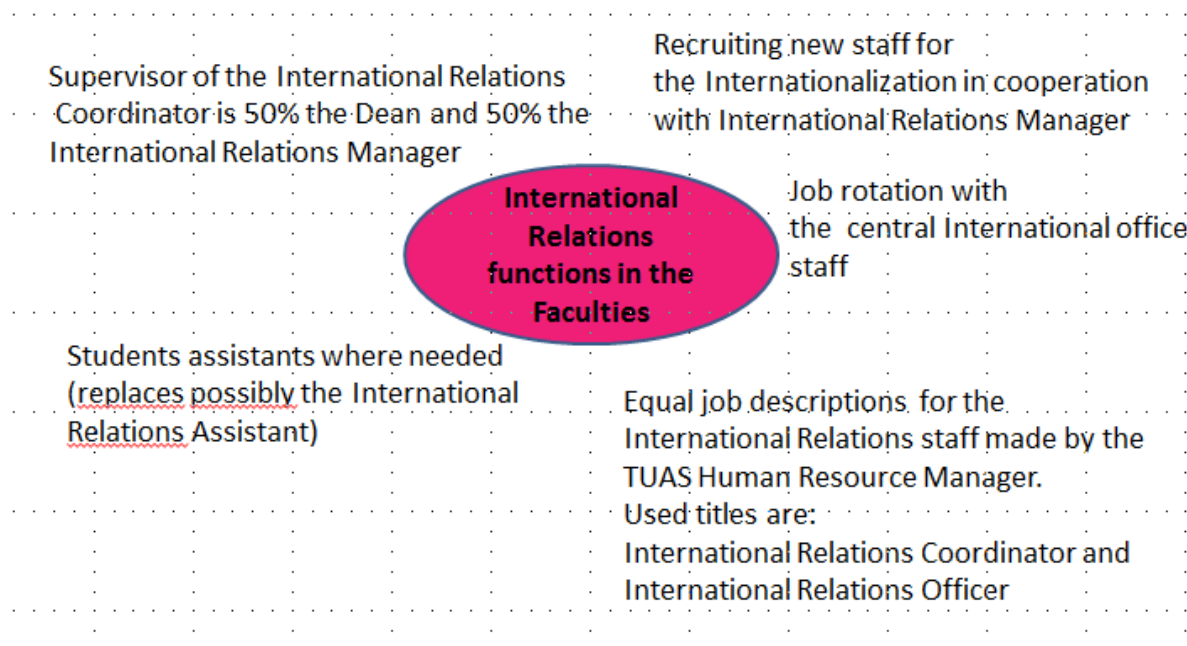 Supervisor of the International Relations
Coordinator is 50% the Dean and 50% the
International Relations Manager
Recruiting new staff for
the Internationalization in cooperation
with International Relations Manager
International
Relations
functions in the
Faculties
Job rotation with
the central International office
staff
Students assistants where needed
(replaces possibly the International
Relations Assistant)
Equal job descriptions for the
International Relations staff made by the
TUAS Human Resource Manager.
Used titles are:
International Relations Coordinator and
International Relations Officer